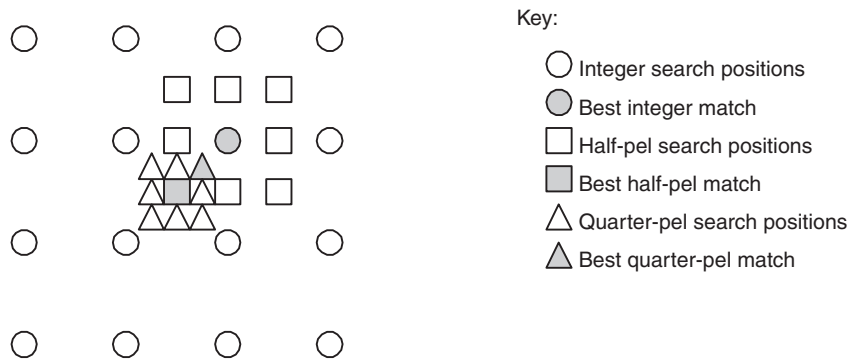 Key:
Integer search positions
Best integer match
Half-pel search positions
Best half-pel match
Quarter-pel search positions
Best quarter-pel match